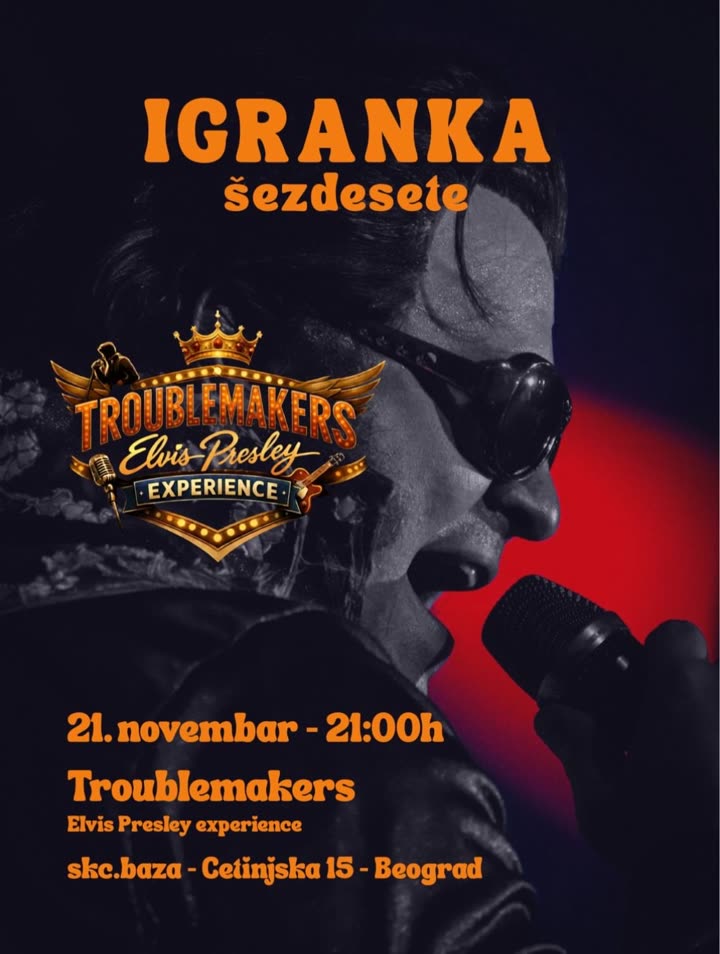 IGRANKA
šezdesete
TROUBLEMAKERS
Elvis Presley
EXPERIENCE
21. novembar - 21:00h
Troublemakers
Elvis Presley experience
skc.baza - Cetinjska 15 - Beograd